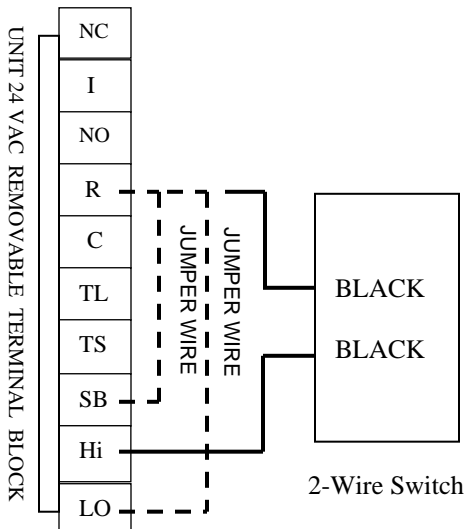 UNIT 24 VAC REMOVABLE TERMINAL BLOCK
NC
I
NO
R
C
TL
TS
SB
Hi
LO
JUMPER WIRE
JUMPER WIRE
BLACK
BLACK
2-Wire Switch